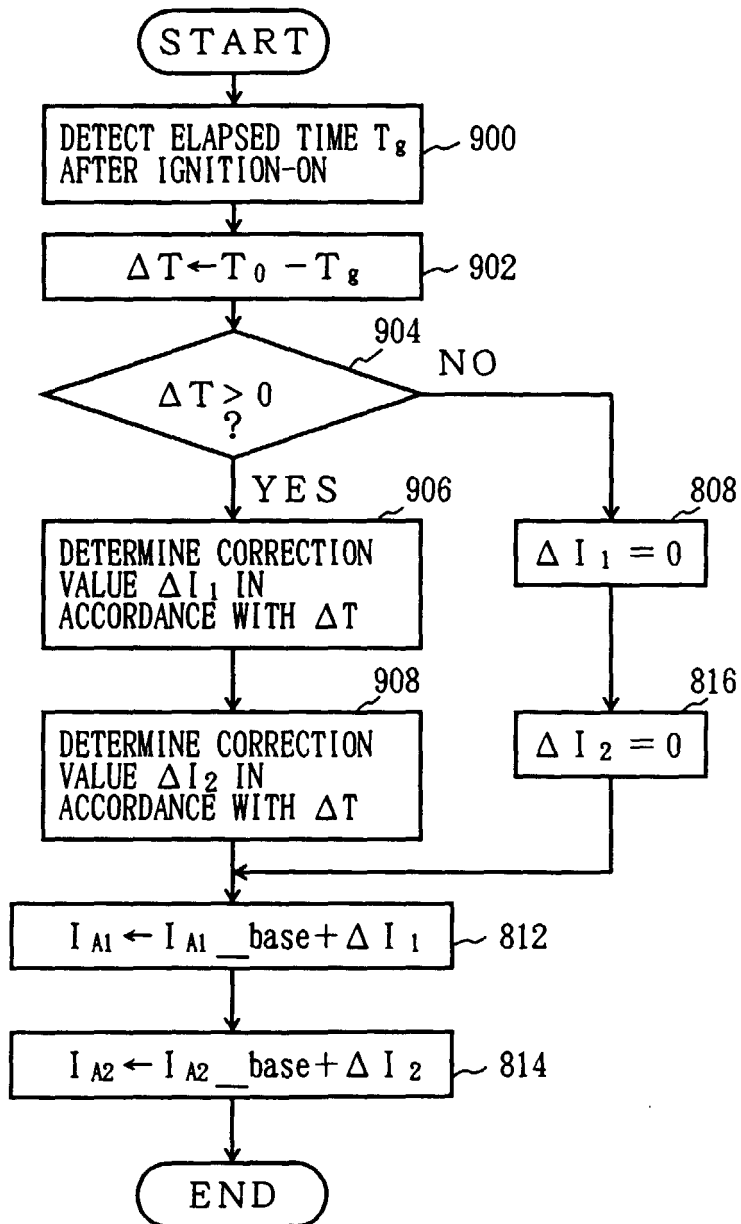 START
DETECT ELAPSED TIME Tg
AFTER IGNITION-ON
900
ΔT←T0 −Tg
902
904
ΔT>0
?
NO
YES
906
DETERMINE CORRECTION
VALUE ΔI1 IN
ACCORDANCE WITH ΔT
808
ΔI1 =0
908
DETERMINE CORRECTION
VALUE ΔI2 IN
ACCORDANCE WITH ΔT
816
ΔI2 =0
IA1←IA1_base+ΔI1
812
IA2←IA2_base+ΔI2
814
END